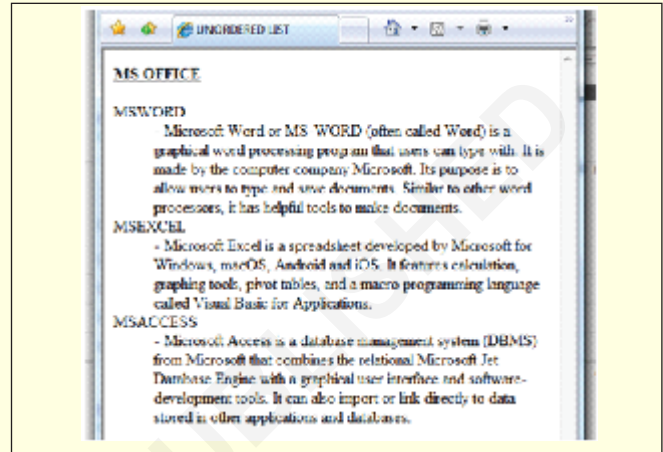 UNORDERED LIST
MS OFFICE
MSWORD
Microsoft Word or MS WORD (often called Word) is a
graphical word processing program that users can type with. It is
made by the computer company Microsoft. Its purpose is to
allow users to type and save documents. Similar to other word
processors, it has helpful tools to make documents.
MSEXCEL
- Microsoft Excel is a spreadsheet developed by Microsoft for
Windows, macOS, Android and iOS. It features calculation,
graphing tools, pivot tables, and a macro programming language
called Visual Basic for Applications.
MSACCESS
- Microsoft Access is a database management system (DBMS)
from Microsoft that combines the relational Microsoft Jet
Database Engine with a graphical user interface and software-
development tools. It can also import or link directly to data
stored in other applications and databases.